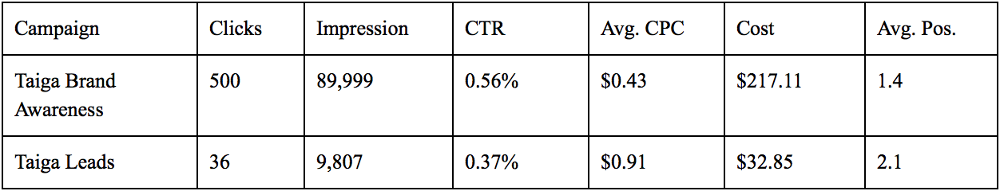 Campaign Clicks Impression CTR Avg. CPC Cost Avg. Pos.
Taiga Brand 500 89,999 0.56% $0.43 $217.11 1.4
Awareness
Taiga Leads 36 9,807 0.37% $0.91 $32.85 2.1